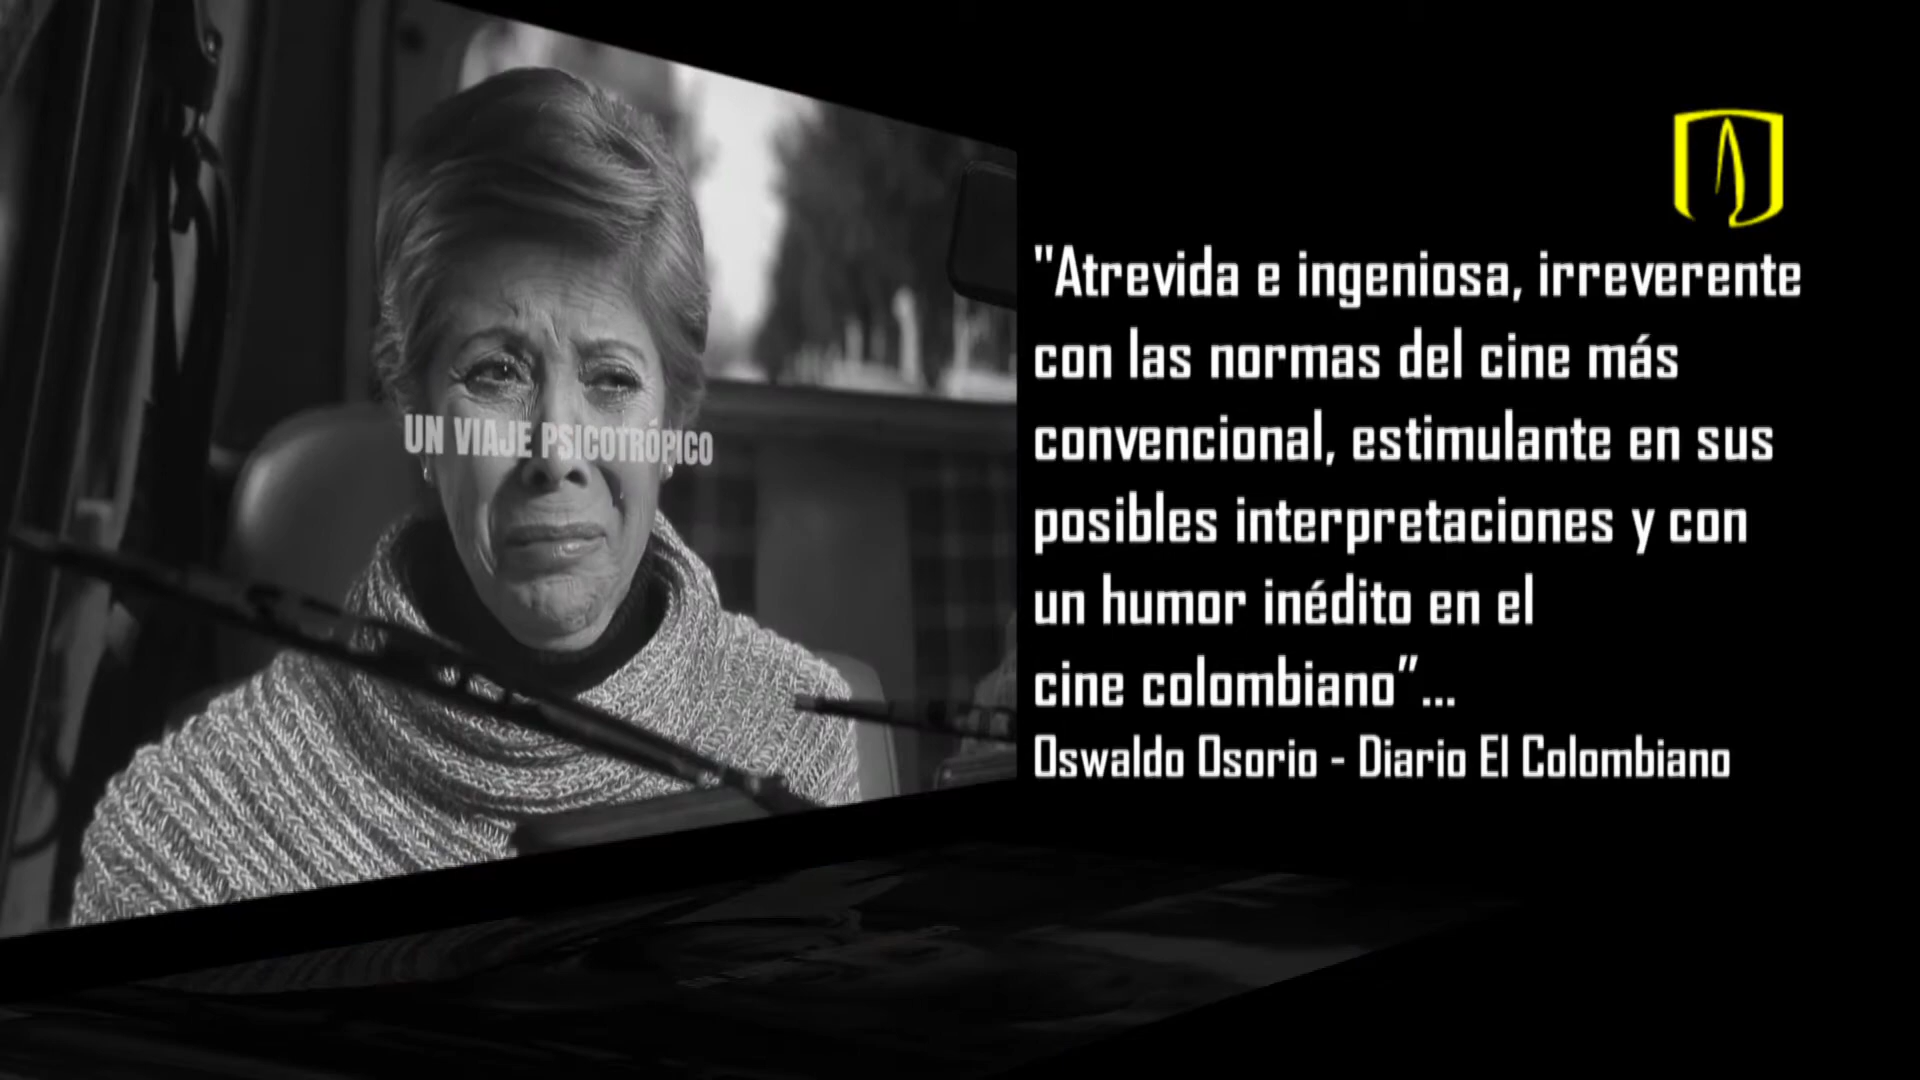 UN VIAJE PSICOTRÓPICO
"Atrevida e ingeniosa, irreverente
con las normas del cine más
convencional, estimulante en sus
posibles interpretaciones y con
un humor inédito en el
cine colombiano”...
Oswaldo Osorio - Diario El Colombiano